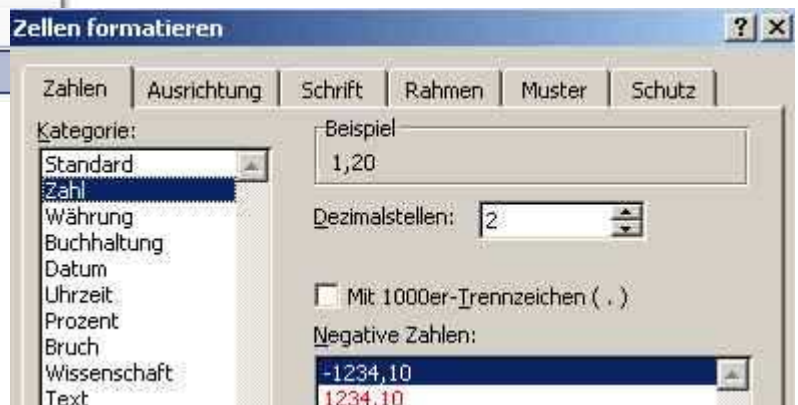 Zellen formatieren
Zahlen Ausrichtung Schrift Rahmen Muster Schutz
Kategorie:
Standard
Zahl
Währung
Buchhaltung
Datum
Uhrzeit
Prozent
Bruch
Wissenschaft
Text
Beispiel
1,20
Dezimalstellen: 2
Mit 1000er-Trennzeichen ( . )
Negative Zahlen:
-1234,10
1234,10